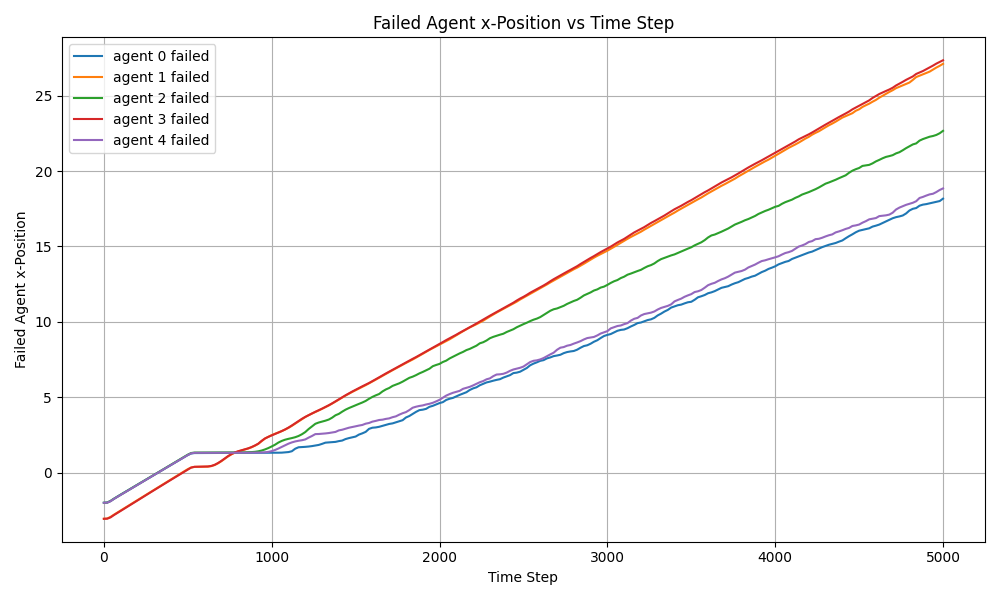 Failed Agent x-Position vs Time Step
agent 0 failed
agent 1 failed
agent 2 failed
agent 3 failed
agent 4 failed
Failed Agent x-Position
25
20
15
10
5
0
0 1000 2000 3000 4000 5000
Time Step